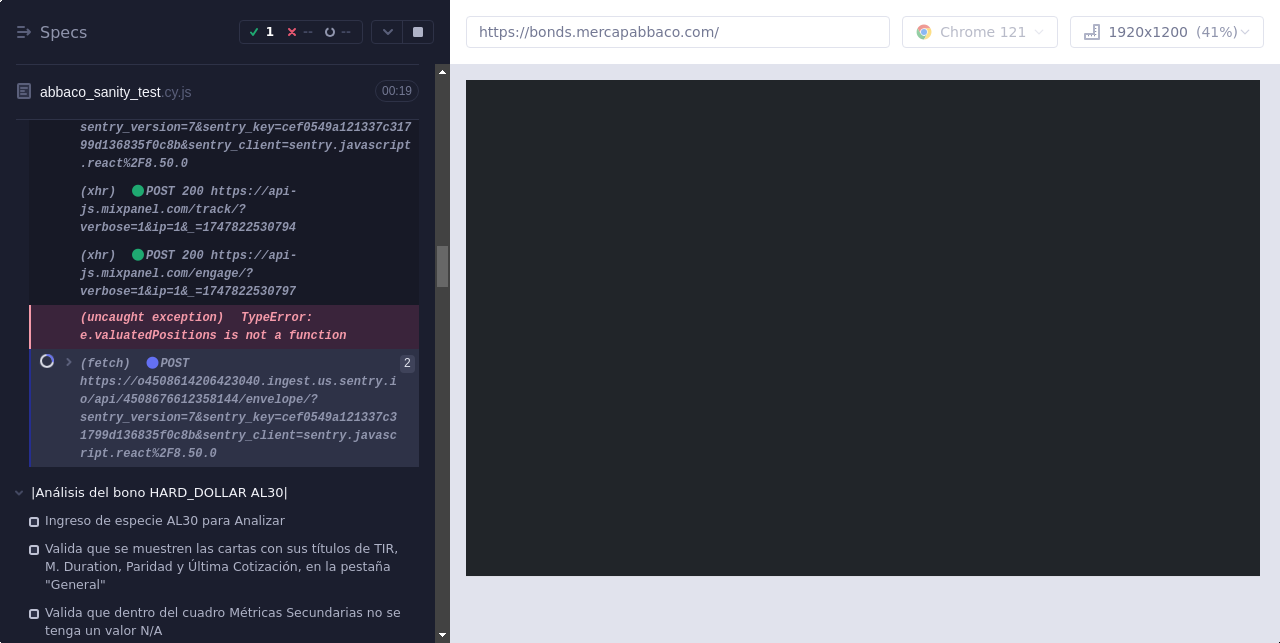 Specs
1
--
--
https://bonds.mercapabbaco.com/
Chrome 121
1920x1200 (41%)
abbaco_sanity_test.cy.js
00:19
sentry_version=7&sentry_key=cef0549a121337c317
99d136835f0c8b&sentry_client=sentry.javascript
.react%2F8.50.0
(xhr) POST 200 https://api-
js.mixpanel.com/track/?
verbose=1&ip=1&_=1747822530794
(xhr) POST 200 https://api-
js.mixpanel.com/engage/?
verbose=1&ip=1&_=1747822530797
(uncaught exception) TypeError:
e.valuatedPositions is not a function
(fetch) POST
2
https://o4508614206423040.ingest.us.sentry.i
o/api/4508676612358144/envelope/?
sentry_version=7&sentry_key=cef0549a121337c3
1799d136835f0c8b&sentry_client=sentry.javasc
ript.react%2F8.50.0
|Análisis del bono HARD_DOLLAR AL30|
Ingreso de especie AL30 para Analizar
Valida que se muestren las cartas con sus títulos de TIR,
M. Duration, Paridad y Última Cotización, en la pestaña
"General"
Valida que dentro del cuadro Métricas Secundarias no se
tenga un valor N/A